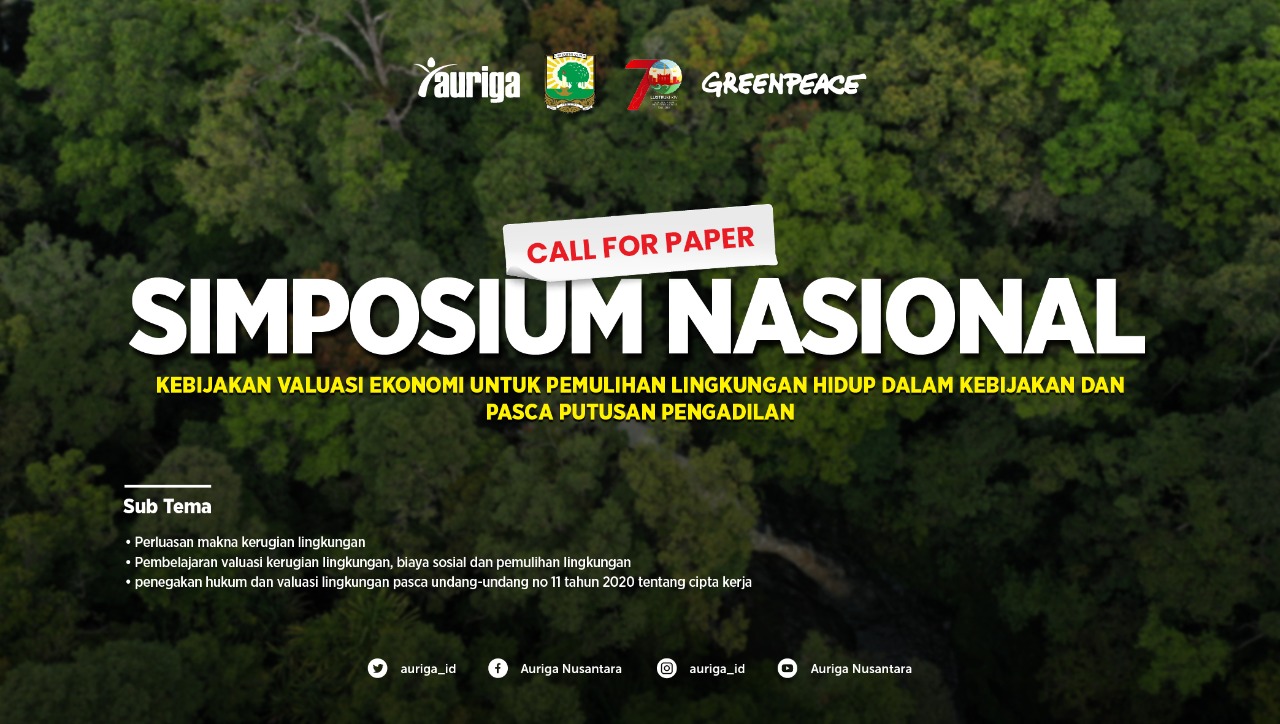 auriga
70
GREENPEACE
CALL FOR PAPER
SIMPOSIUM NASIONAL
KEBIJAKAN VALUASI EKONOMI UNTUK PEMULIHAN LINGKUNGAN HIDUP DALAM KEBIJAKAN DAN
PASCA PUTUSAN PENGADILAN
Sub Tema
• Perluasan makna kerugian lingkungan
• Pembelajaran valuasi kerugian lingkungan, biaya sosial dan pemulihan lingkungan
• penegakan hukum dan valuasi lingkungan pasca undang-undang no 11 tahun 2020 tentang cipta kerja
auriga_id
Auriga Nusantara
auriga_id
Auriga Nusantara